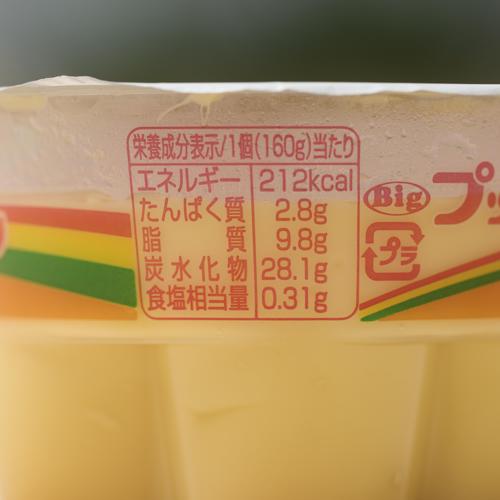 栄養成分表示/1個(160g)当たり
エネルギー 212kcal
たんぱく質 2.8g
脂質 9.8g
炭水化物 28.1g
食塩相当量 0.31g
Big
プッ
プラ